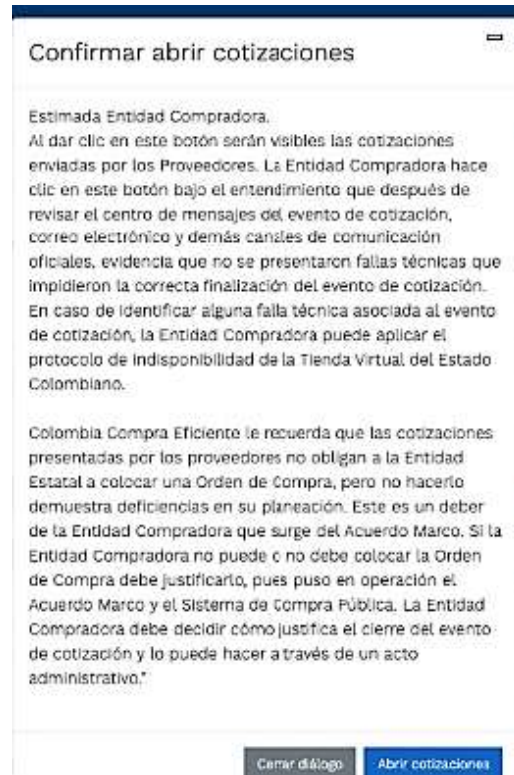 Confirmar abrir cotizaciones
Estimada Entidad Compradora.
Al dar clic en este botón serán visibles las cotizaciones
enviadas por los Proveedores. La Entidad Compradora hace
clic en este botón bajo el entendimiento que después de
revisar el centro de mensajes del evento de cotización,
correo electrónico y demás canales de comunicación
oficiales, evidencia que no se presentaron fallas técnicas que
impidieron la correcta finalización del evento de cotización.
En caso de identificar alguna falla técnica asociada al evento
de cotización, la Entidad Compradora puede aplicar el
protocolo de indisponibilidad de la Tienda Virtual del Estado
Colombiano.
Colombia Compra Eficiente le recuerda que las cotizaciones
presentadas por los proveedores no obligan a la Entidad
Estatal a colocar una Orden de Compra, pero no hacerlo
demuestra deficiencias en su planeación. Este es un deber
de la Entidad Compradora que surge del Acuerdo Marco. Si la
Entidad Compradora no puede o no debe colocar la Orden
de Compra debe justificarlo, pues puso en operación el
Acuerdo Marco y el Sistema de Compra Pública. La Entidad
Compradora debe decidir cómo justifica el cierre del evento
de cotización y lo puede hacer a través de un acto
administrativo."
Cerrar diálogo
Abrir cotizaciones